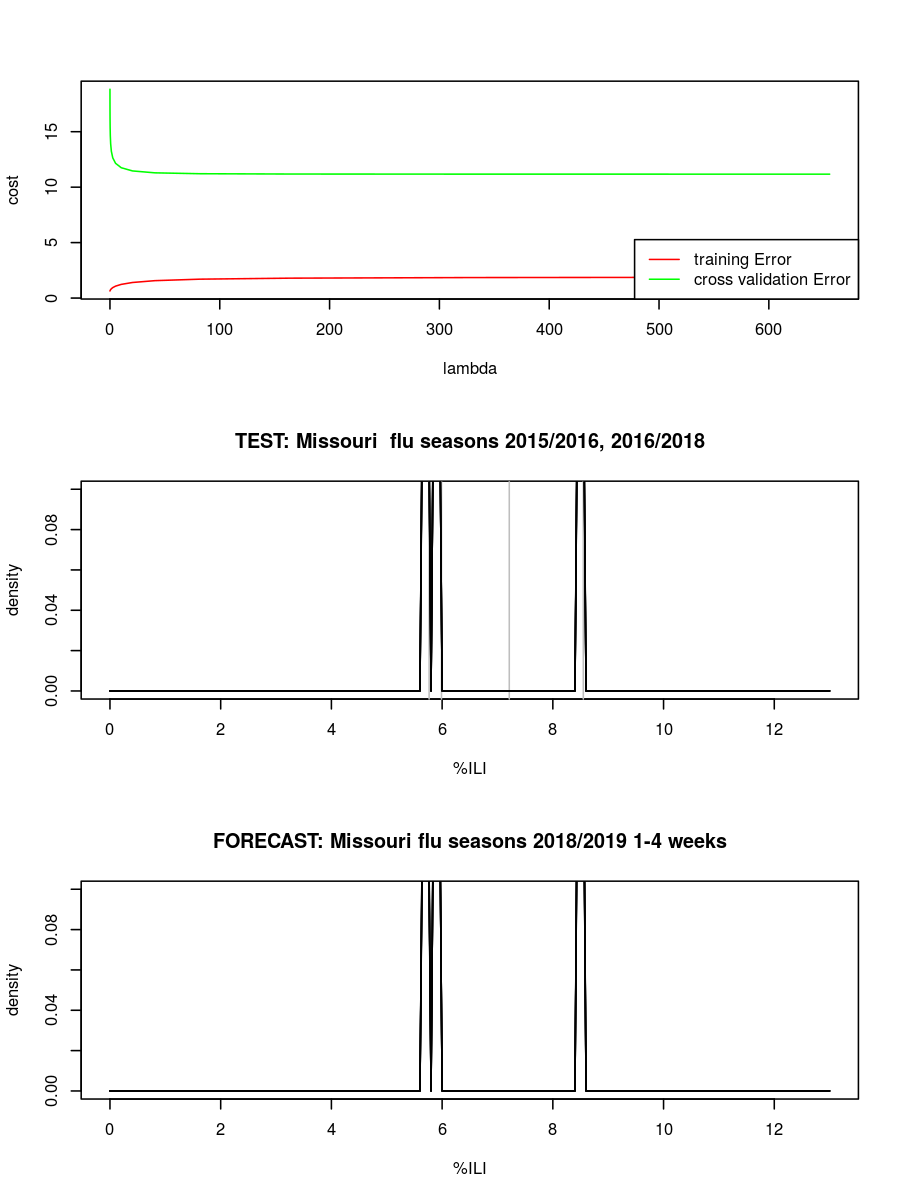 cost
15
10
5
0
training Error
cross validation Error
0 100 200 300 400 500 600
lambda
TEST: Missouri  flu seasons 2015/2016, 2016/2018
density
0.08
0.04
0.00
0 2 4 6 8 10 12
%ILI
FORECAST: Missouri flu seasons 2018/2019 1-4 weeks
density
0.08
0.04
0.00
0 2 4 6 8 10 12
%ILI